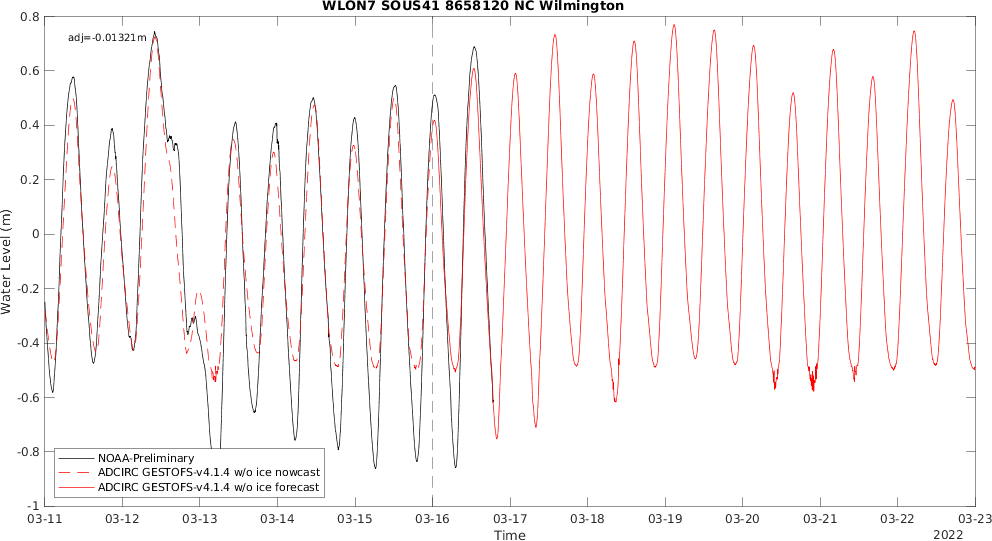 WLON7 SOUS41 8658120 NC Wilmington
adj=-0.01321m
0.8
0.6
0.4
0.2
0
-0.2
-0.4
-0.6
-0.8
-1
Water Level (m)
NOAA-Preliminary
ADCIRC GESTOFS-v4.1.4 w/o ice nowcast
ADCIRC GESTOFS-v4.1.4 w/o ice forecast
03-11 03-12 03-13 03-14 03-15 03-16 03-17 03-18 03-19 03-20 03-21 03-22 03-23
Time
2022